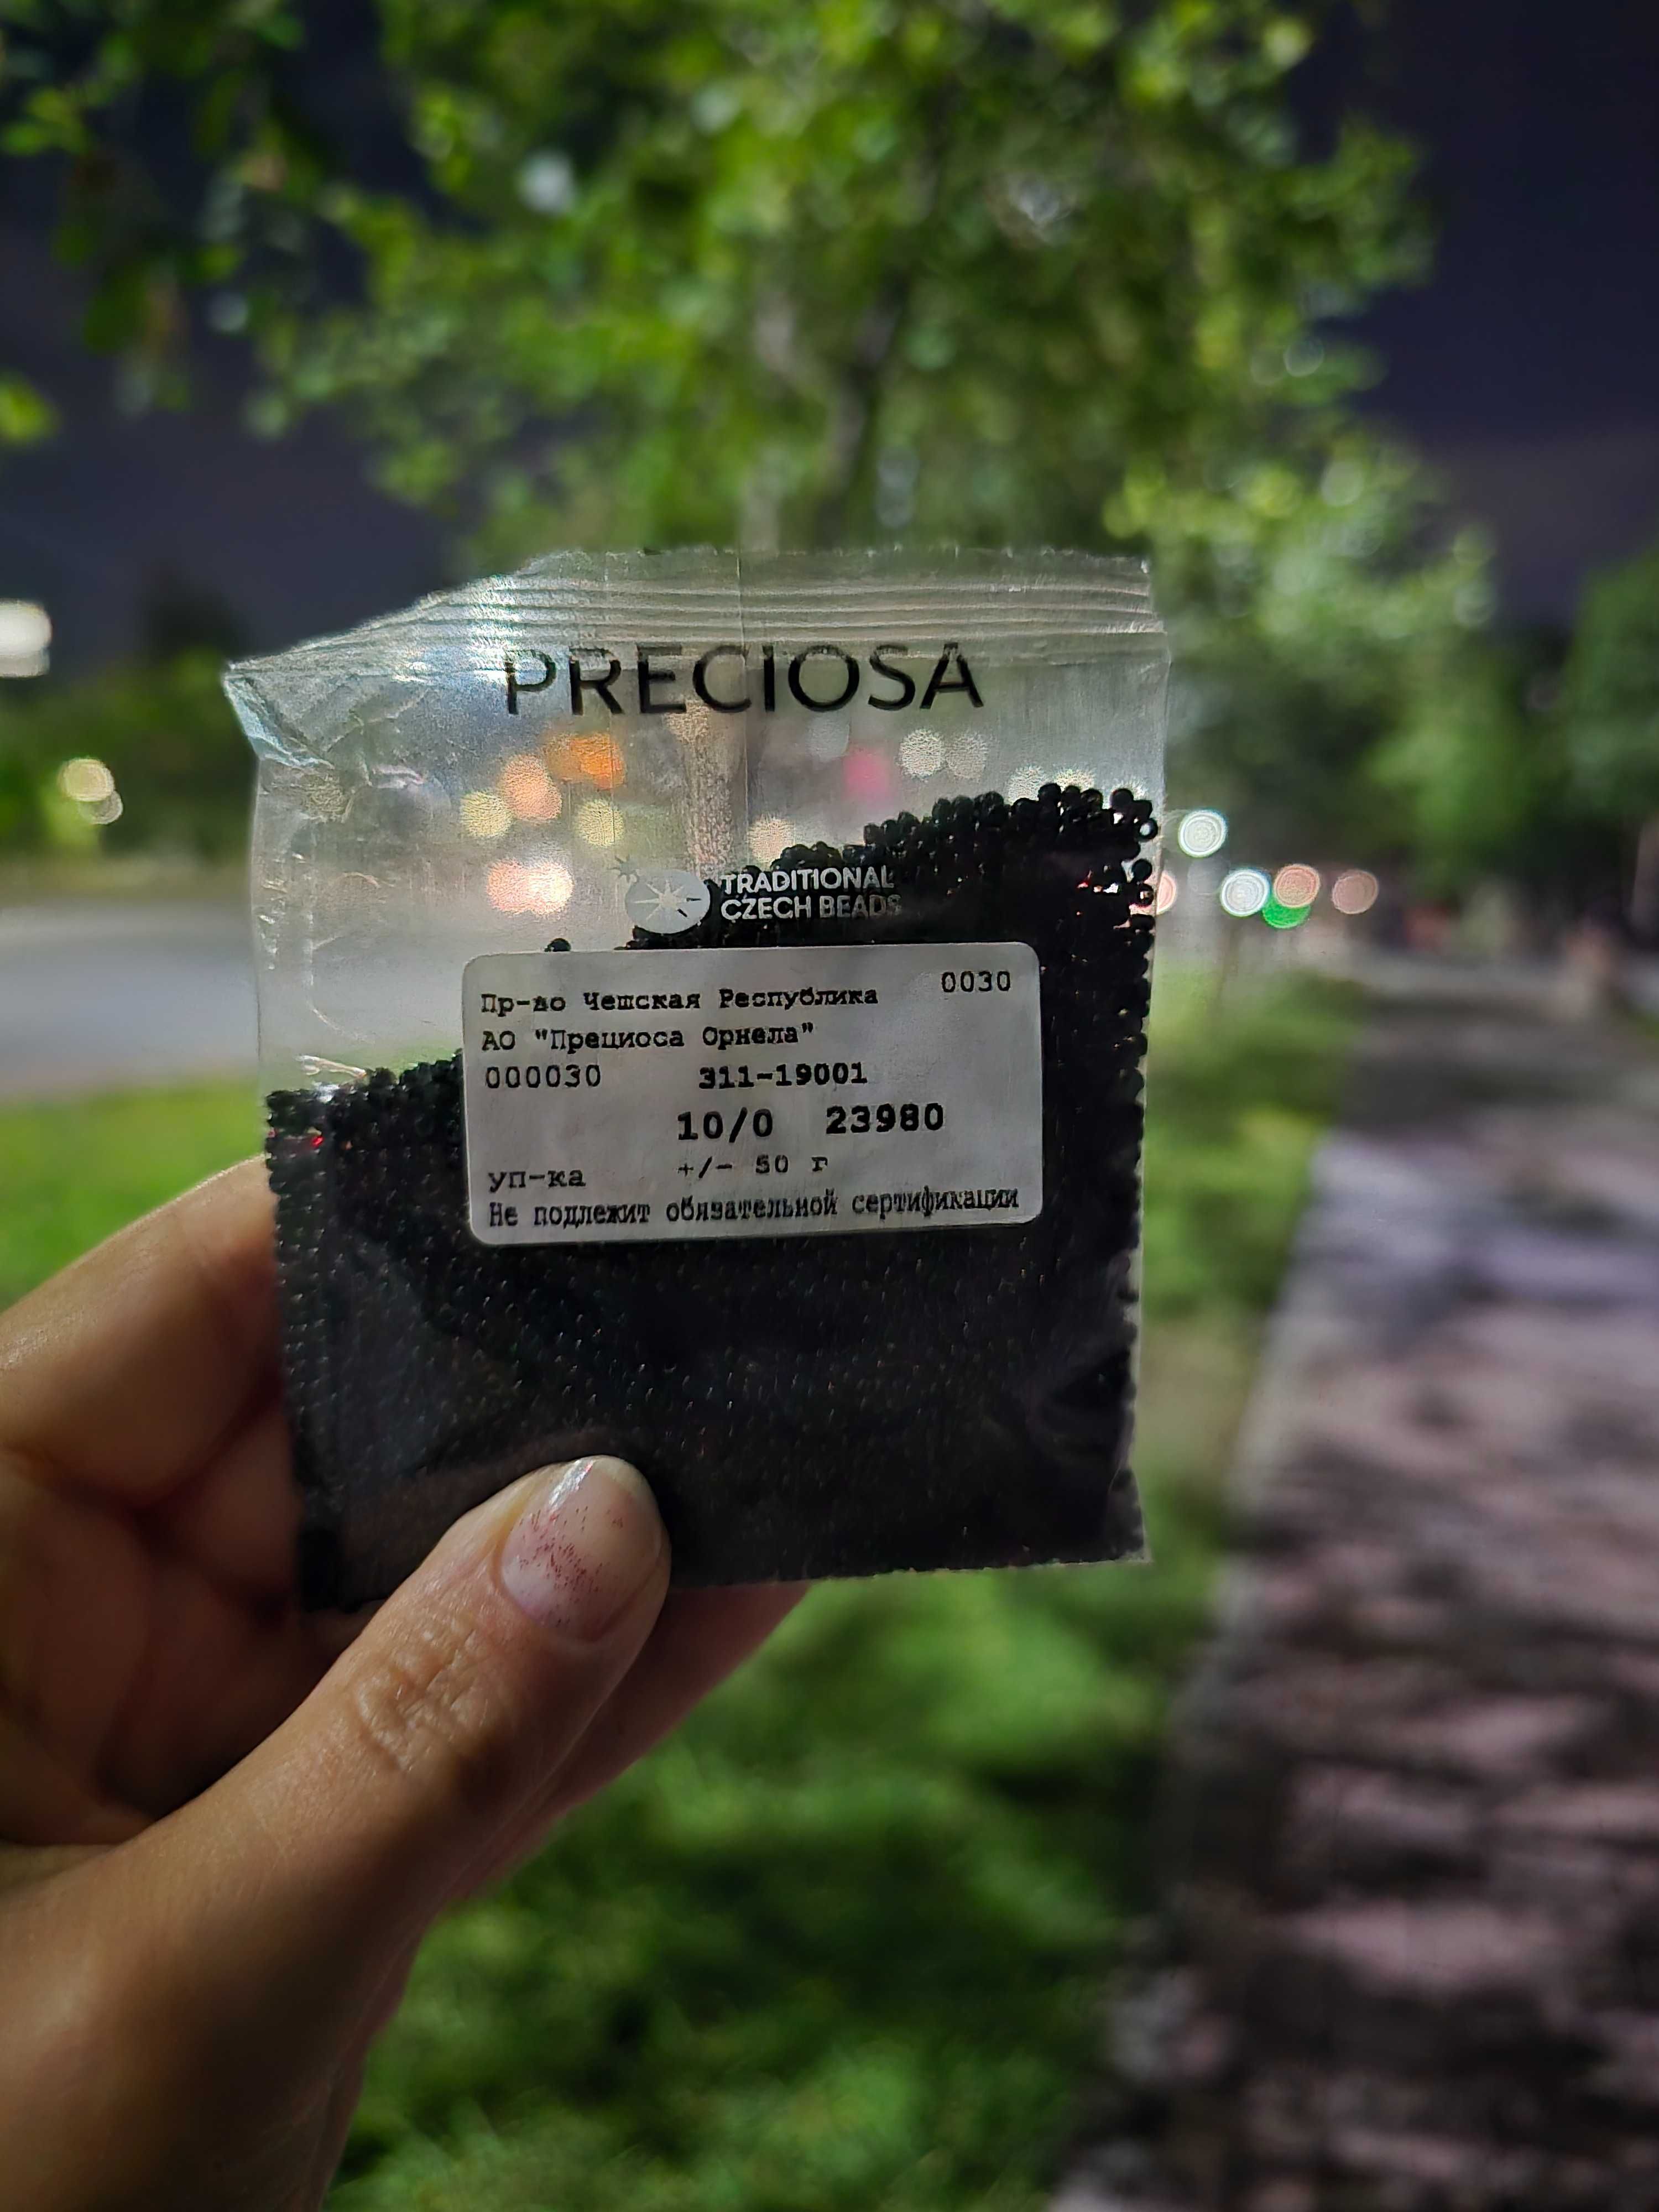 PRECIOSA
TRADITIONAL
CZECH BEADS
Пр-во Чешская Республика 0030
АО "Прециоса Орнела"
000030 311-19001
10/0 23980
уп-ка +/- 50 г
Не подлежит обязательной сертификации